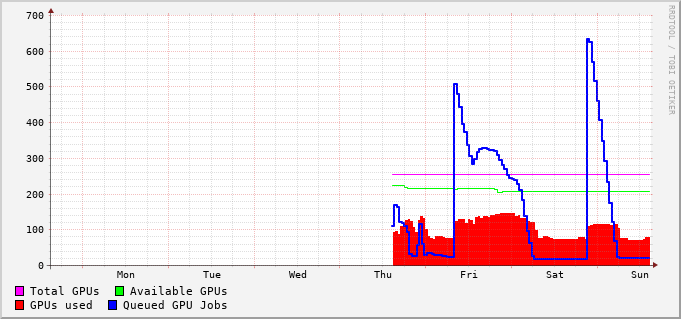 700
600
500
400
300
200
100
0
Mon Tue Wed Thu Fri Sat Sun
Total GPUs Available GPUs
GPUs used Queued GPU Jobs
RRDTOOL / TOBI OETIKER